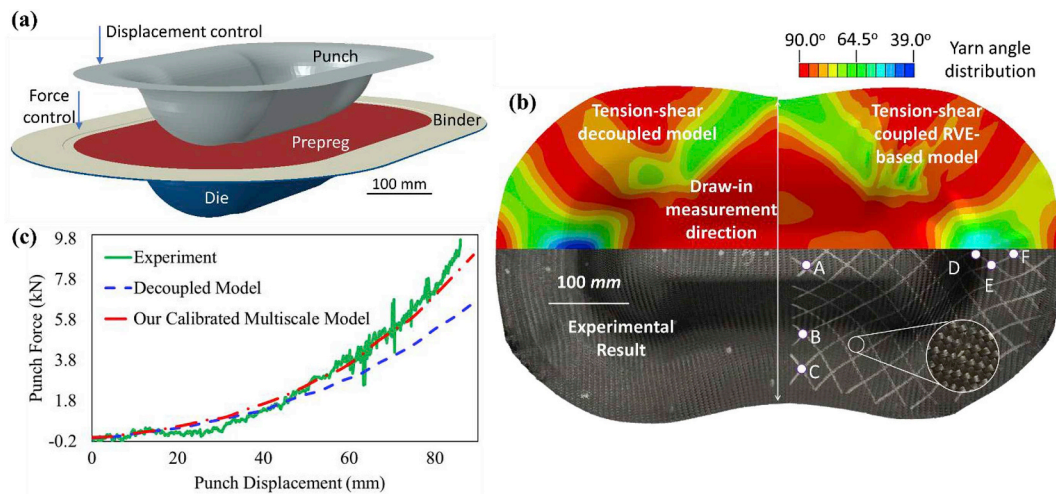 (a)
Displacement control
Punch
Force
control
Binder
Prepreg
Die
100 mm
90.0º 64.5º 39.0º
Yarn angle
distribution
(b)
Tension-shear
decoupled model
Tension-shear
coupled RVE-
based model
Draw-in
measurement
direction
100 mm
Experimental
Result
A
B
C
D
E
F
(c)
9.8
7.8
5.8
3.8
1.8
-0.2
Punch Force (kN)
Experiment
Decoupled Model
Our Calibrated Multiscale Model
0 20 40 60 80
Punch Displacement (mm)